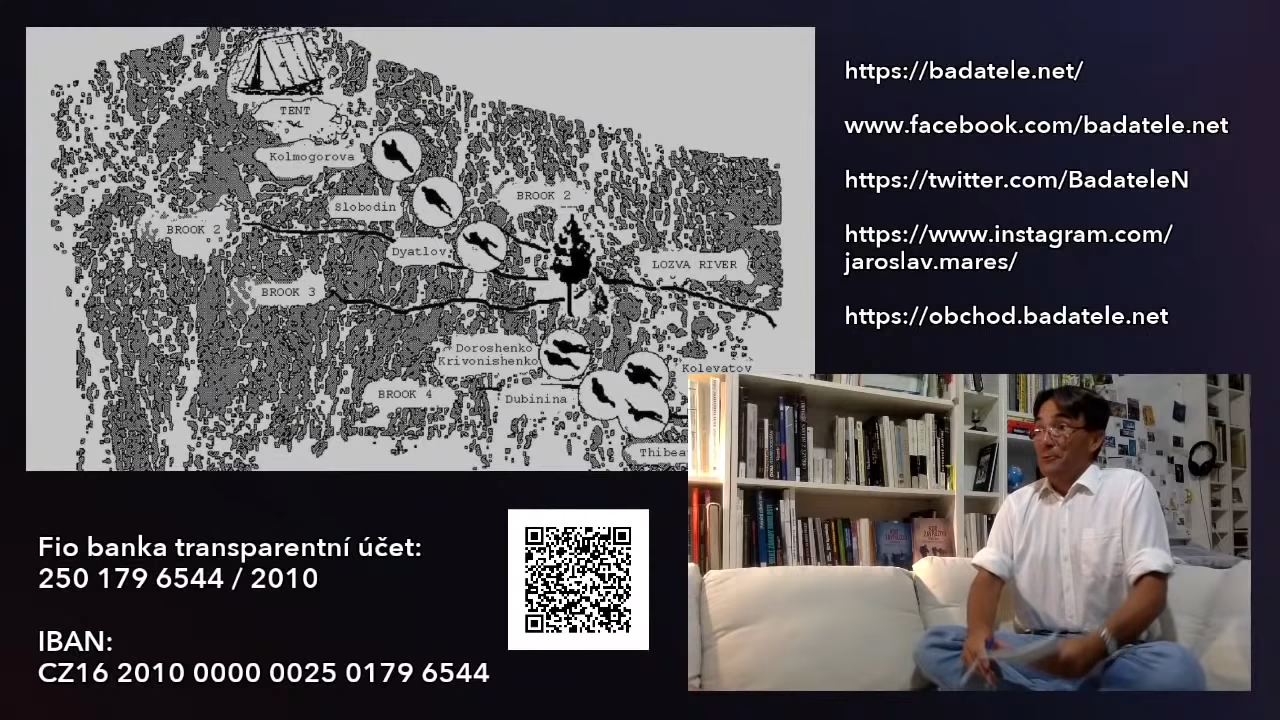 TENT
Kolmogorova
Slobodin
BROOK 2
BROOK 2
Dyatlov
LOZVA RIVER
BROOK 3
Doroshenko
Krivonishenko
Kolevatov
BROOK 4
Dubinina
Thibea
https://badatele.net/
www.facebook.com/badatele.net
https://twitter.com/BadateleN
https://www.instagram.com/
jaroslav.mares/
https://obchod.badatele.net
Fio banka transparentní účet:
250 179 6544 / 2010
IBAN:
CZ16 2010 0000 0025 0179 6544